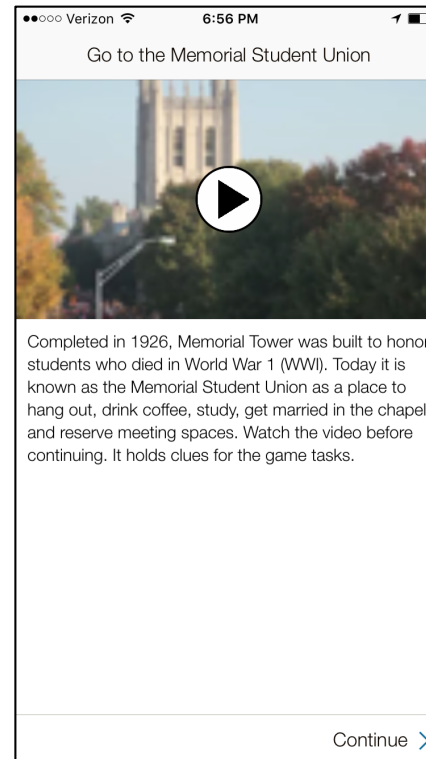 Verizon 6:56 PM
Go to the Memorial Student Union
Completed in 1926, Memorial Tower was built to honor
students who died in World War 1 (WWI). Today it is
known as the Memorial Student Union as a place to
hang out, drink coffee, study, get married in the chapel
and reserve meeting spaces. Watch the video before
continuing. It holds clues for the game tasks.
Continue